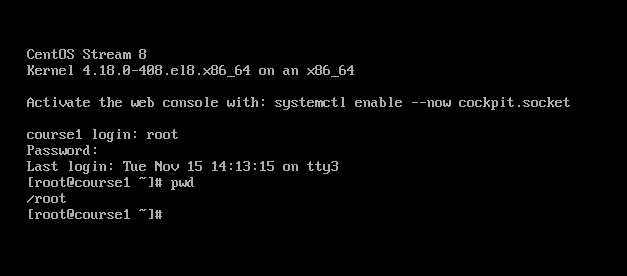 CentOS Stream 8
Kernel 4.18.0-408.el8.x86_64 on an x86_64
Activate the web console with: systemctl enable --now cockpit.socket
course1 login: root
Password:
Last login: Tue Nov 15 14:13:15 on tty3
[root@course1 ~]# pwd
/root
[root@course1 ~]#